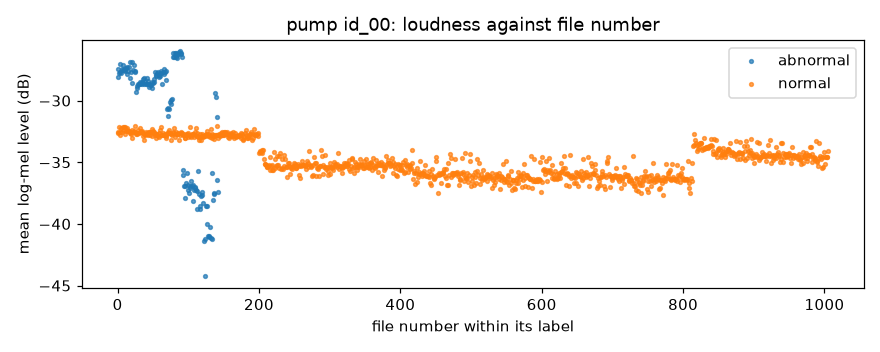 pump id_00: loudness against file number
abnormal
normal
mean log-mel level (dB)
−30
−35
−40
−45
0
200
400
600
800
1000
file number within its label